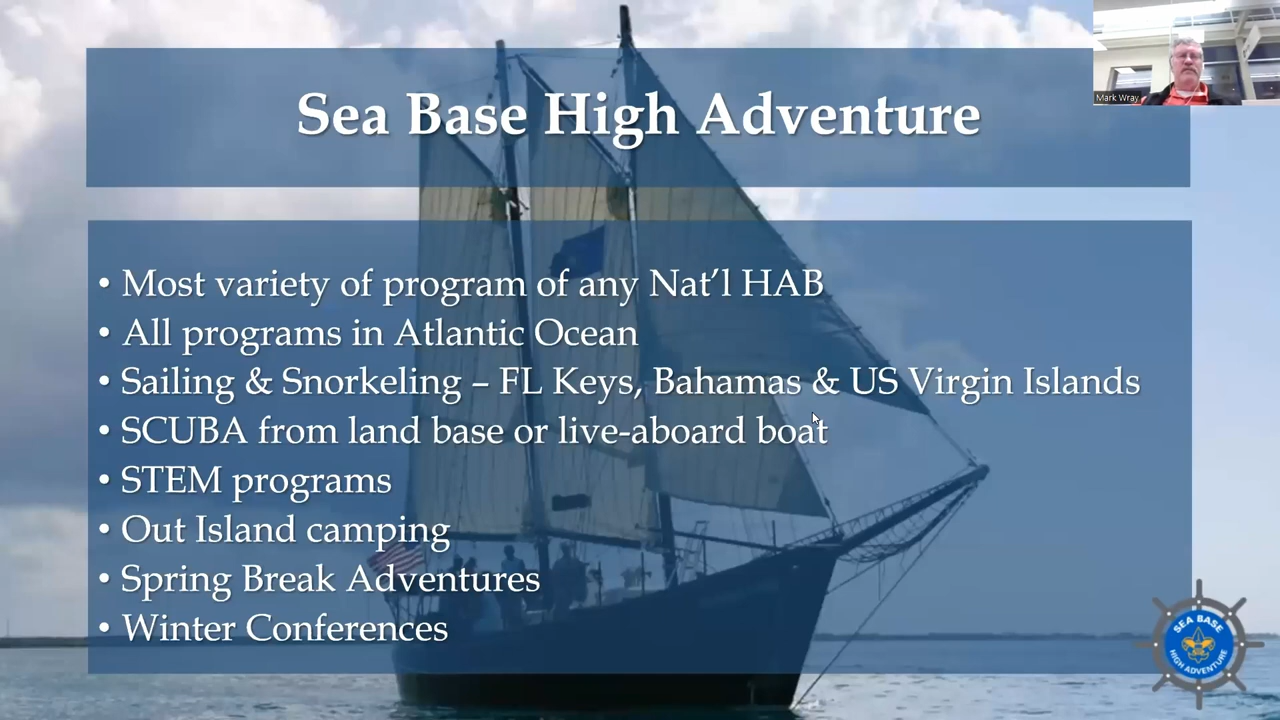 Mark Wray
Sea Base High Adventure
• Most variety of program of any Nat’l HAB
• All programs in Atlantic Ocean
• Sailing & Snorkeling – FL Keys, Bahamas & US Virgin Islands
• SCUBA from land base or live-aboard boat
• STEM programs
• Out Island camping
• Spring Break Adventures
• Winter Conferences
SEA BASE
HIGH ADVENTURE